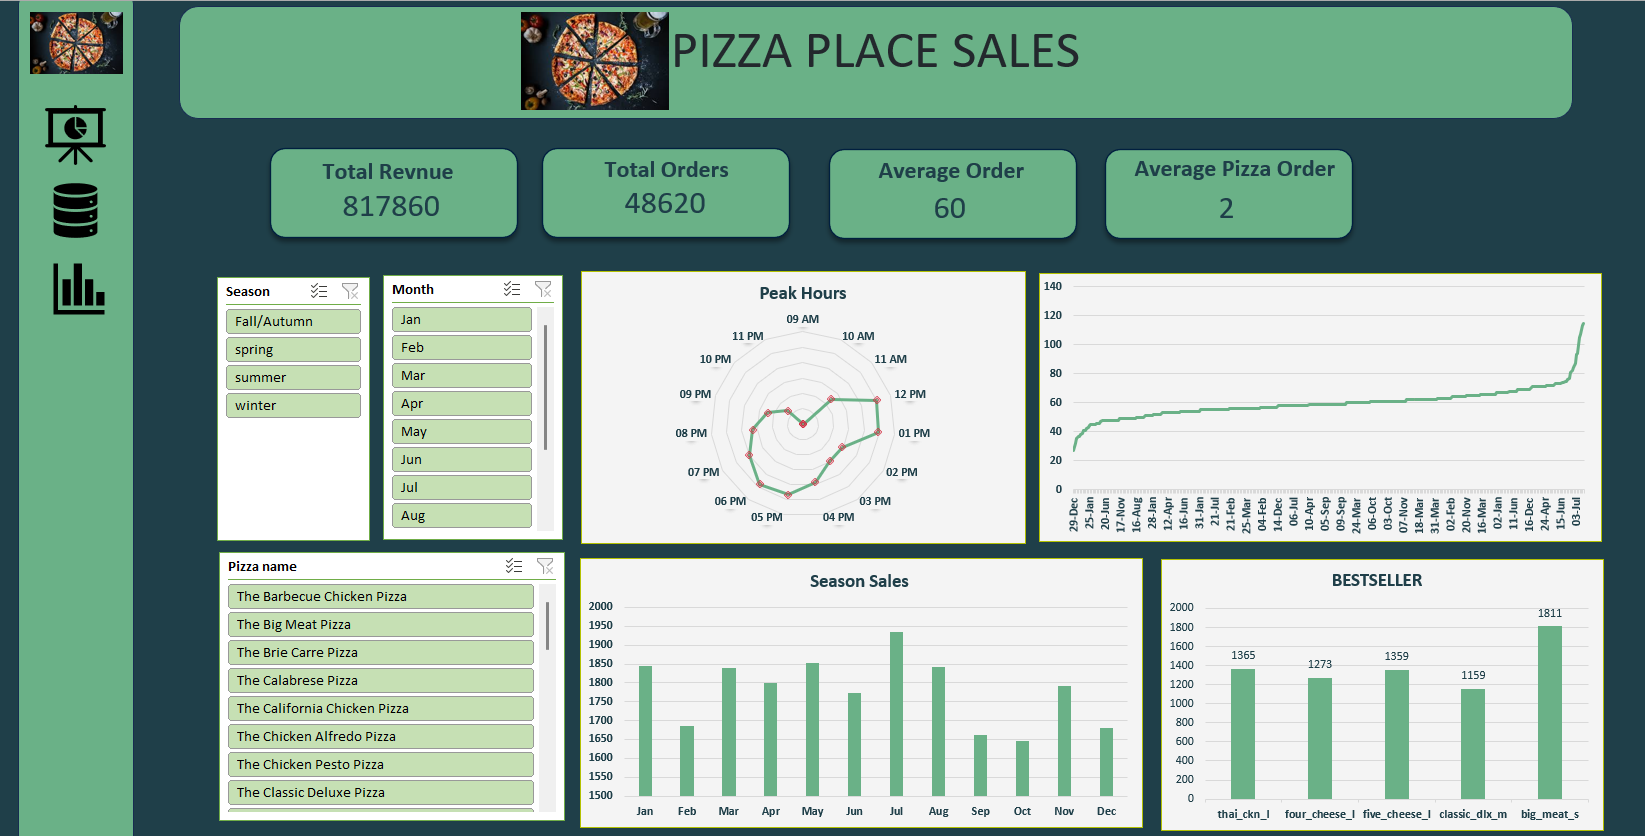 PIZZA PLACE SALES
Total Revnue
817860
Total Orders
48620
Average Order
60
Average Pizza Order
2
Season
Fall/Autumn
spring
summer
winter
Month
Jan
Feb
Mar
Apr
May
Jun
Jul
Aug
Peak Hours
09 AM
10 AM
11 AM
12 PM
01 PM
02 PM
03 PM
04 PM
05 PM
06 PM
07 PM
08 PM
09 PM
10 PM
11 PM
140
120
100
80
60
40
20
0
29-Dec
25-Jan
20-Jun
17-Nov
16-Aug
28-Jan
12-Apr
16-Jun
31-Jan
21-Jul
21-Feb
25-Mar
04-Feb
14-Dec
06-Jul
10-Apr
05-Sep
09-Sep
24-Mar
06-Oct
03-Oct
07-Nov
18-Mar
31-Mar
02-Feb
20-Nov
16-Mar
02-Jan
11-Jun
16-Dec
24-Apr
15-Jun
03-Jul
Pizza name
The Barbecue Chicken Pizza
The Big Meat Pizza
The Brie Carre Pizza
The Calabrese Pizza
The California Chicken Pizza
The Chicken Alfredo Pizza
The Chicken Pesto Pizza
The Classic Deluxe Pizza
Season Sales
2000
1950
1900
1850
1800
1750
1700
1650
1600
1550
1500
Jan Feb Mar Apr May Jun Jul Aug Sep Oct Nov Dec
BESTSELLER
2000
1800
1600
1400
1200
1000
800
600
400
200
0
1365
1273
1359
1159
1811
thai_ckn_l four_cheese_l five_cheese_l classic_dlx_m big_meat_s